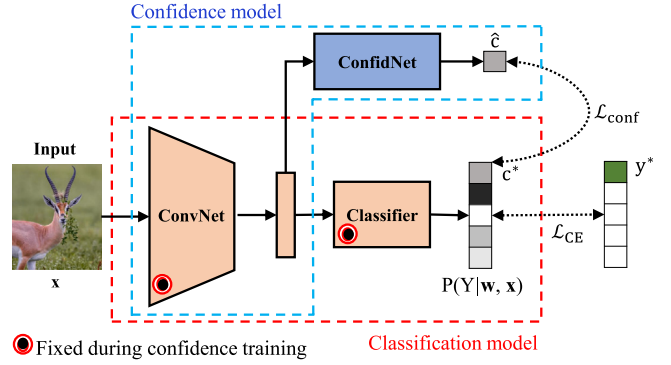 Confidence model
ĉ
ConfidNet
ℒconf
Input
c*
y*
ConvNet
Classifier
ℒCE
x
P(Y|w, x)
Fixed during confidence training
Classification model